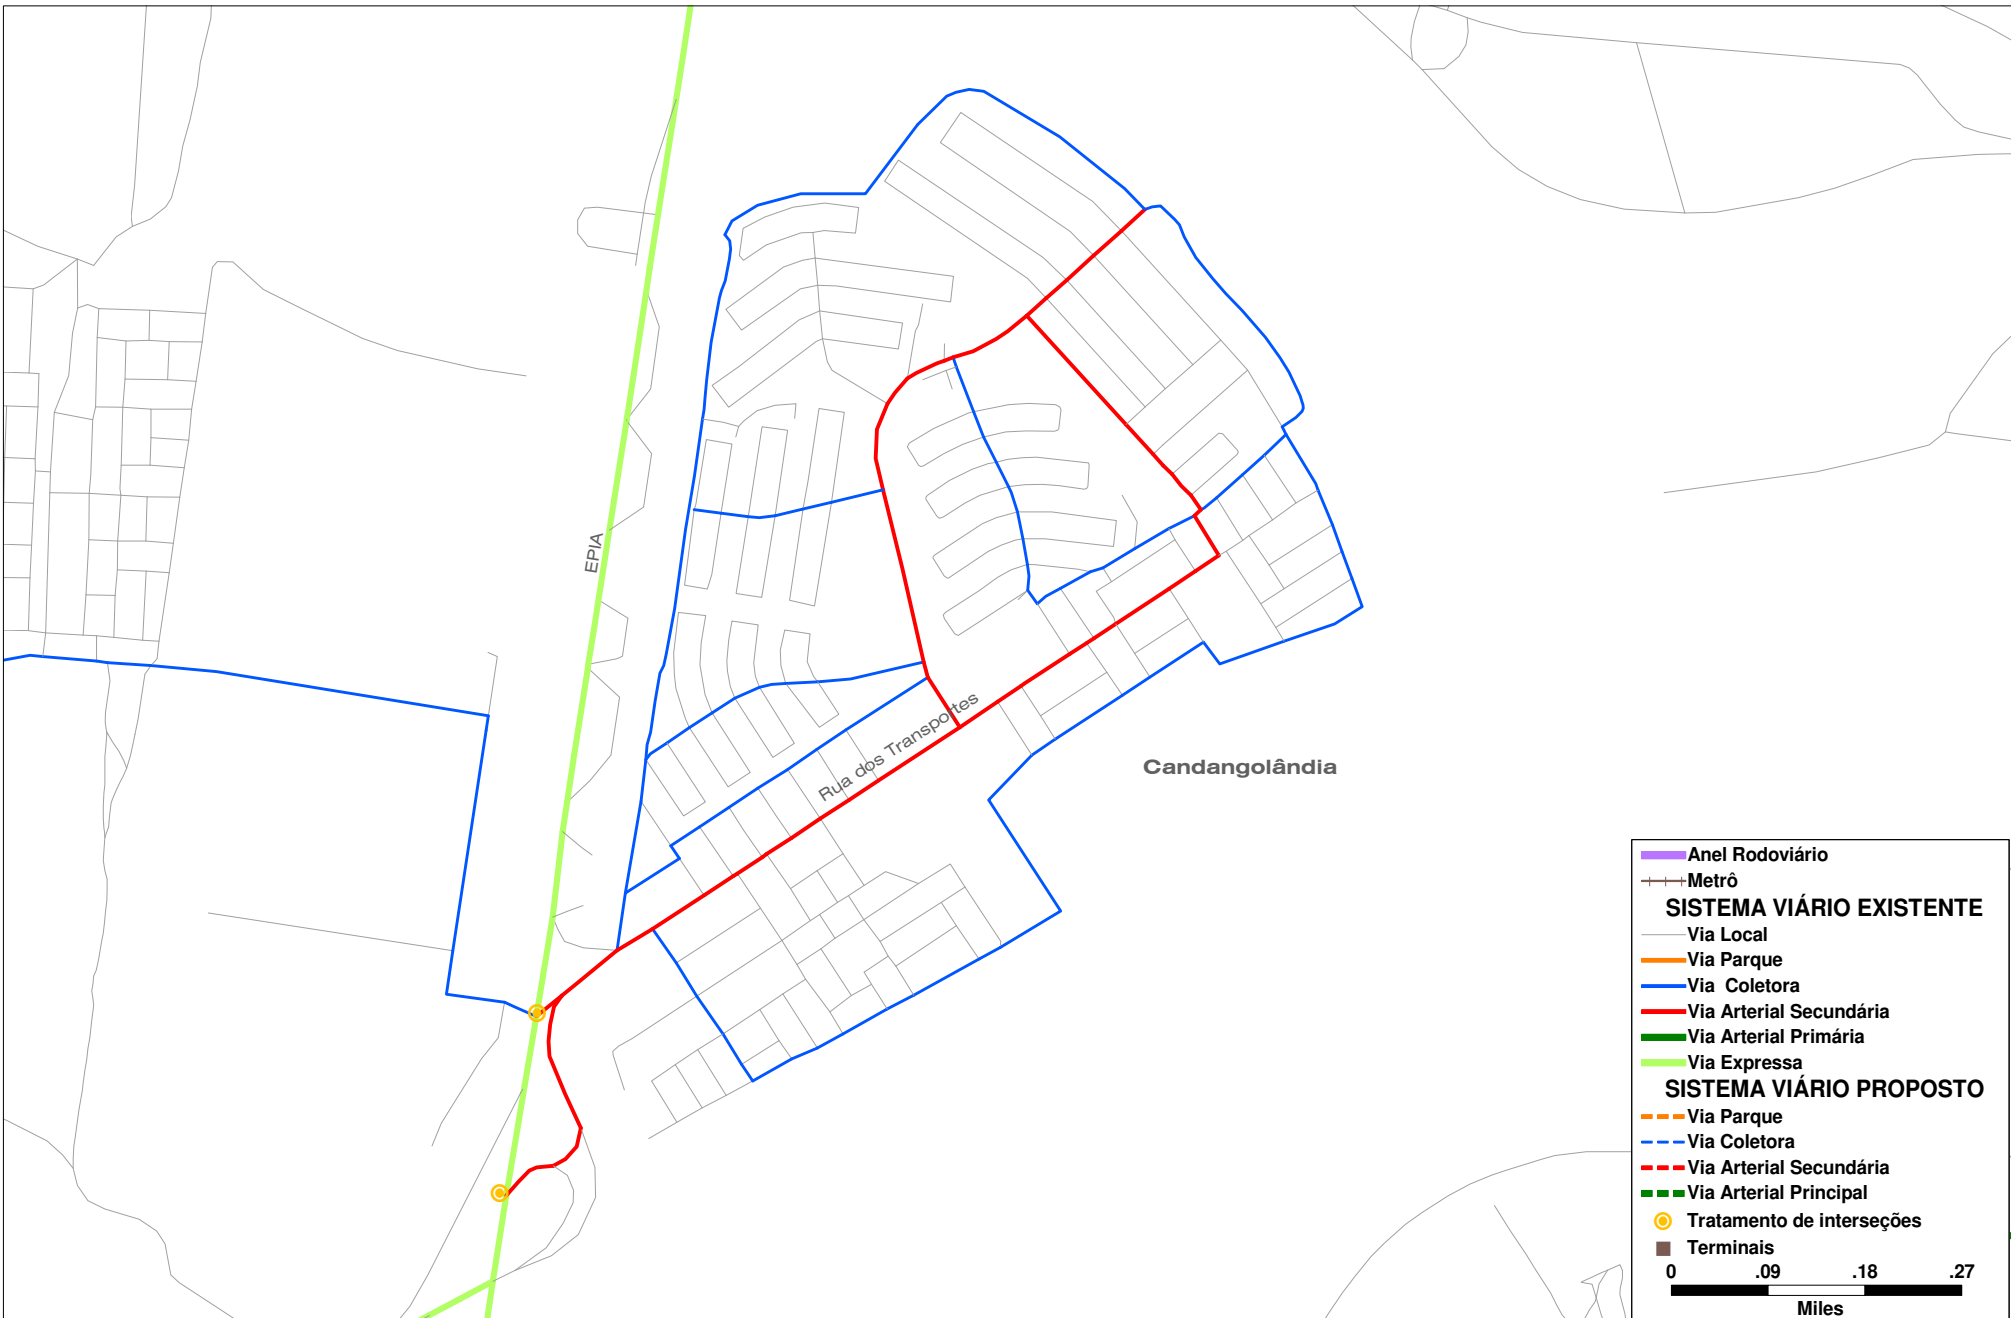 EPIA
Rua dos Transportes
Candangolândia
Anel Rodoviário
Metrô
SISTEMA VIÁRIO EXISTENTE
Via Local
Via Parque
Via Coletora
Via Arterial Secundária
Via Arterial Primária
Via Expressa
SISTEMA VIÁRIO PROPOSTO
Via Parque
Via Coletora
Via Arterial Secundária
Via Arterial Principal
Tratamento de interseções
Terminais
0 .09 .18 .27
Miles